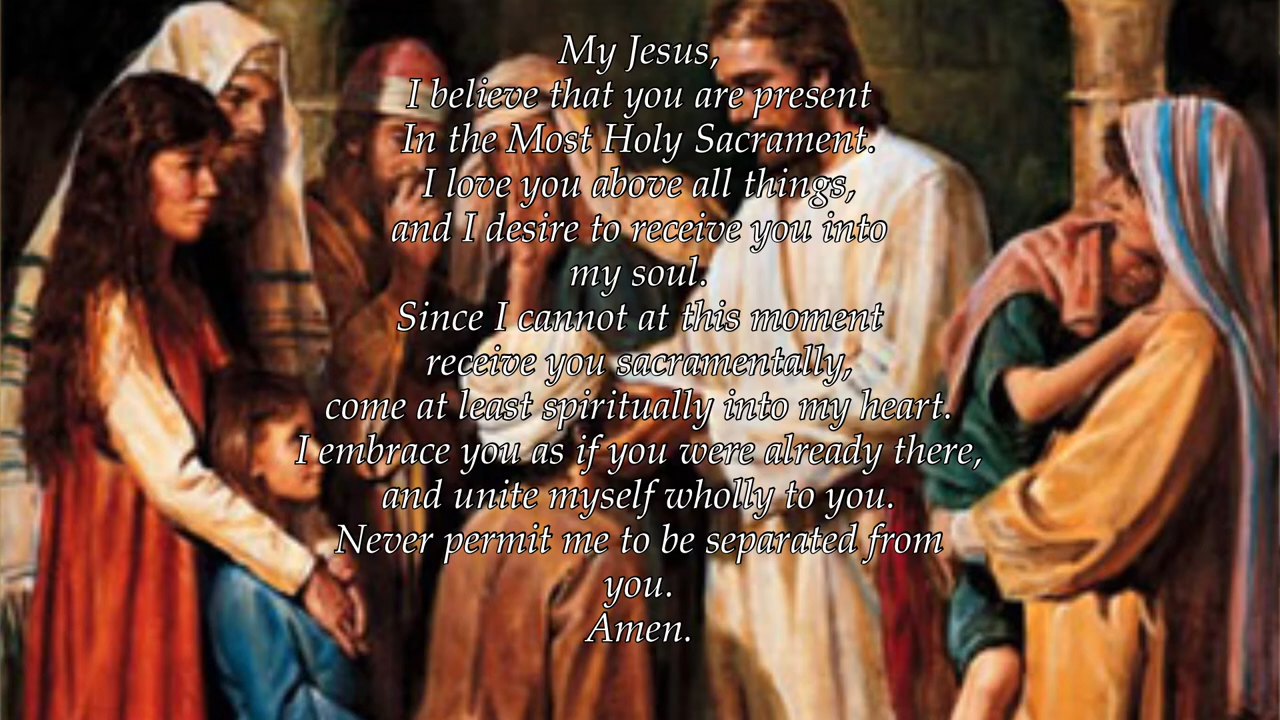 My Jesus,
I believe that you are present
In the Most Holy Sacrament.
I love you above all things,
and I desire to receive you into
my soul.
Since I cannot at this moment
receive you sacramentally,
come at least spiritually into my heart.
I embrace you as if you were already there,
and unite myself wholly to you.
Never permit me to be separated from
you.
Amen.